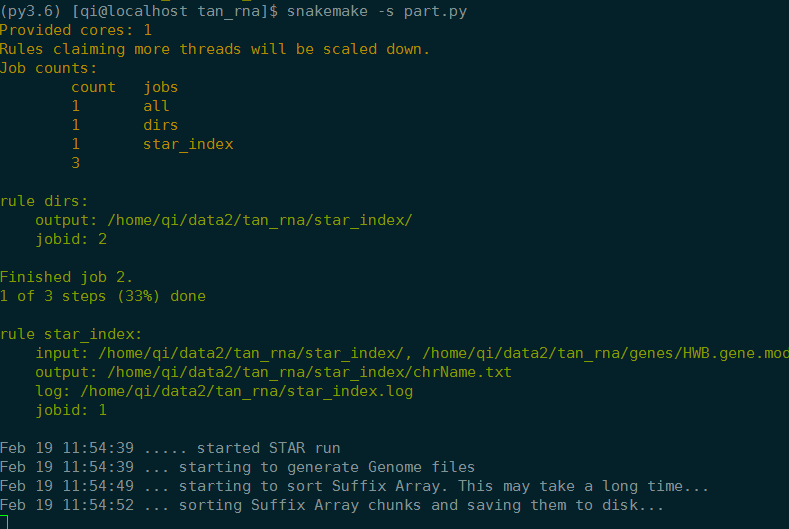 (py3.6) [qi@localhost tan_rna]$ snakemake -s part.py
Provided cores: 1
Rules claiming more threads will be scaled down.
Job counts:
        count   jobs
        1       all
        1       dirs
        1       star_index
        3

rule dirs:
    output: /home/qi/data2/tan_rna/star_index/
    jobid: 2

Finished job 2.
1 of 3 steps (33%) done

rule star_index:
    input: /home/qi/data2/tan_rna/star_index/, /home/qi/data2/tan_rna/genes/HWB.gene.mod
    output: /home/qi/data2/tan_rna/star_index/chrName.txt
    log: /home/qi/data2/tan_rna/star_index.log
    jobid: 1

Feb 19 11:54:39 ..... started STAR run
Feb 19 11:54:39 ... starting to generate Genome files
Feb 19 11:54:49 ... starting to sort Suffix Array. This may take a long time...
Feb 19 11:54:52 ... sorting Suffix Array chunks and saving them to disk...